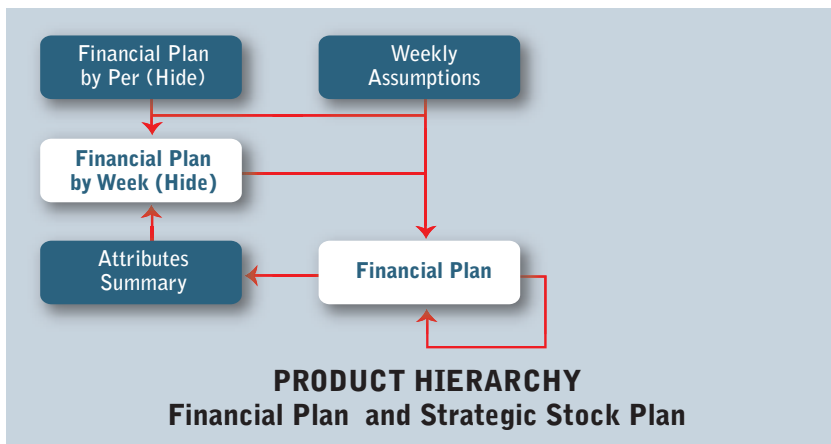 Financial Plan
by Per (Hide)
Weekly
Assumptions
Financial Plan
by Week (Hide)
Attributes
Summary
Financial Plan
PRODUCT HIERARCHY
Financial Plan and Strategic Stock Plan